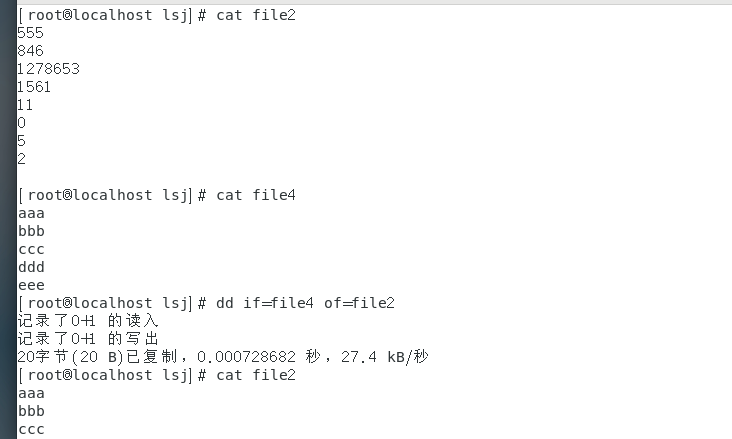 [root@localhost lsj]# cat file2
555
846
1278653
1561
11
0
5
2
[root@localhost lsj]# cat file4
aaa
bbb
ccc
ddd
eee
[root@localhost lsj]# dd if=file4 of=file2
记录了0+1 的读入
记录了0+1 的写出
20字节(20 B)已复制，0.000728682 秒，27.4 kB/秒
[root@localhost lsj]# cat file2
aaa
bbb
ccc